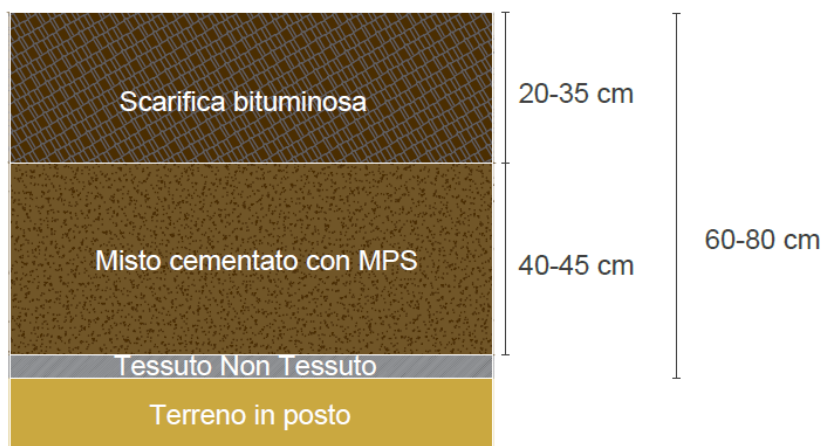 Scarifica bituminosa
20-35 cm
Misto cementato con MPS
40-45 cm
60-80 cm
Tessuto Non Tessuto
Terreno in posto